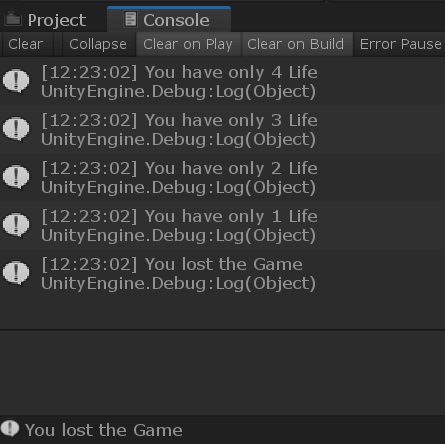 Project Console
Clear Collapse Clear on Play Clear on Build Error Pause
[12:23:02] You have only 4 Life
UnityEngine.Debug:Log(Object)
[12:23:02] You have only 3 Life
UnityEngine.Debug:Log(Object)
[12:23:02] You have only 2 Life
UnityEngine.Debug:Log(Object)
[12:23:02] You have only 1 Life
UnityEngine.Debug:Log(Object)
[12:23:02] You lost the Game
UnityEngine.Debug:Log(Object)
You lost the Game